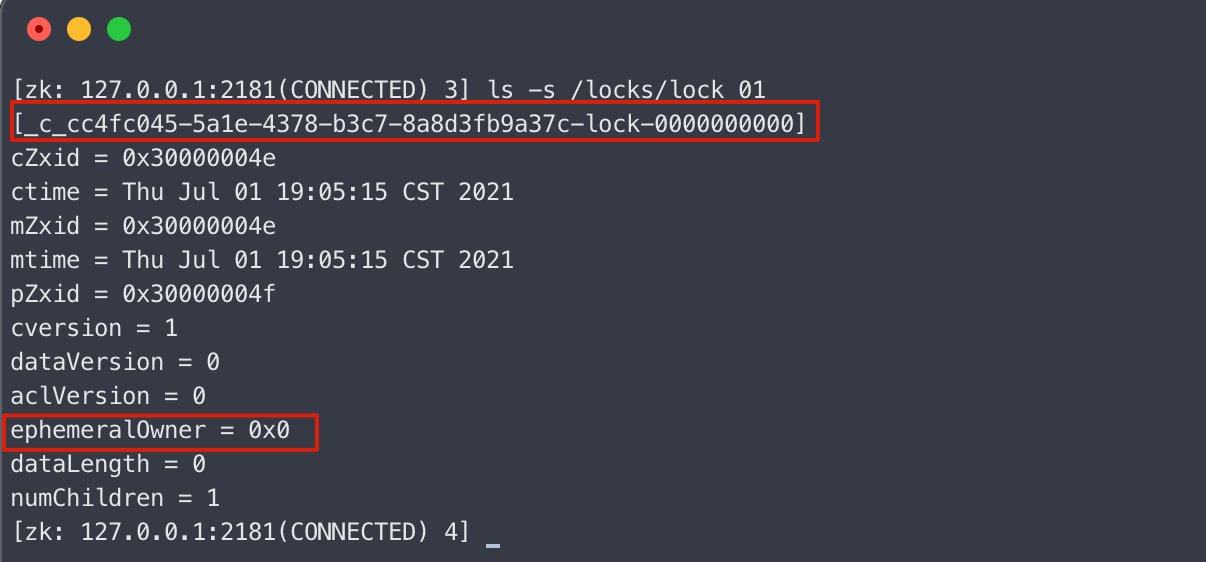 [zk: 127.0.0.1:2181(CONNECTED) 3] ls -s /locks/lock 01
[_c_cc4fc045-5a1e-4378-b3c7-8a8d3fb9a37c-lock-0000000000]
cZxid = 0x30000004e
ctime = Thu Jul 01 19:05:15 CST 2021
mZxid = 0x30000004e
mtime = Thu Jul 01 19:05:15 CST 2021
pZxid = 0x30000004f
cversion = 1
dataVersion = 0
aclVersion = 0
ephemeralOwner = 0x0
dataLength = 0
numChildren = 1
[zk: 127.0.0.1:2181(CONNECTED) 4] _